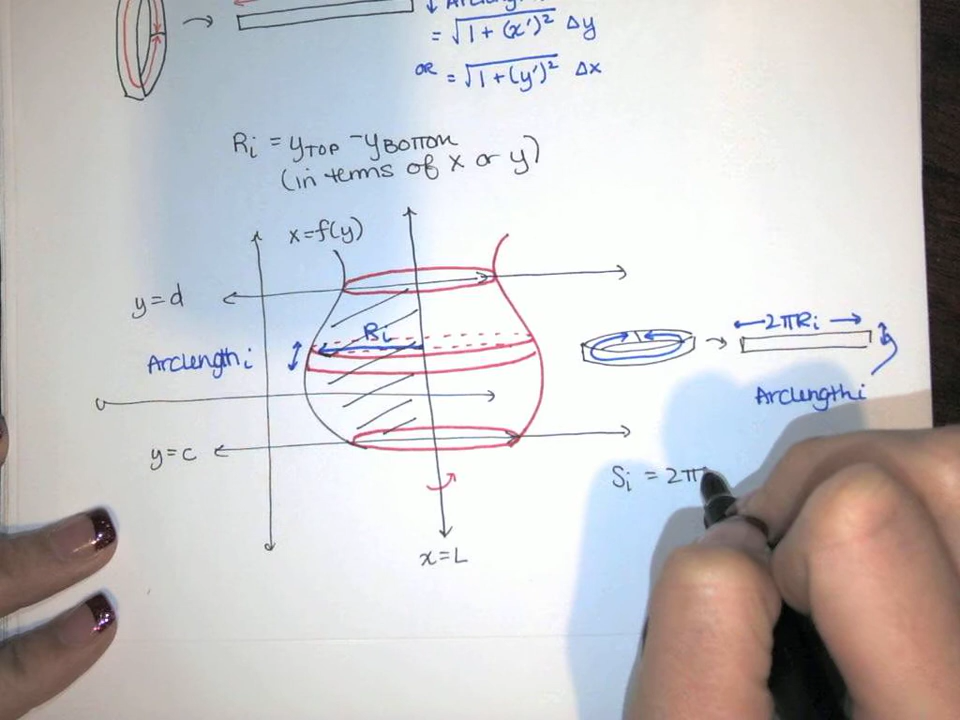 = √1 + (x')² Δy
OR = √1 + (y')² Δx
Ri = yTOP - yBOTTOM
(in terms of x or y)
x=f(y)
y=d
Ri
2πRi
Arclengthi
Arclengthi
y=c
Si = 2π
x=L